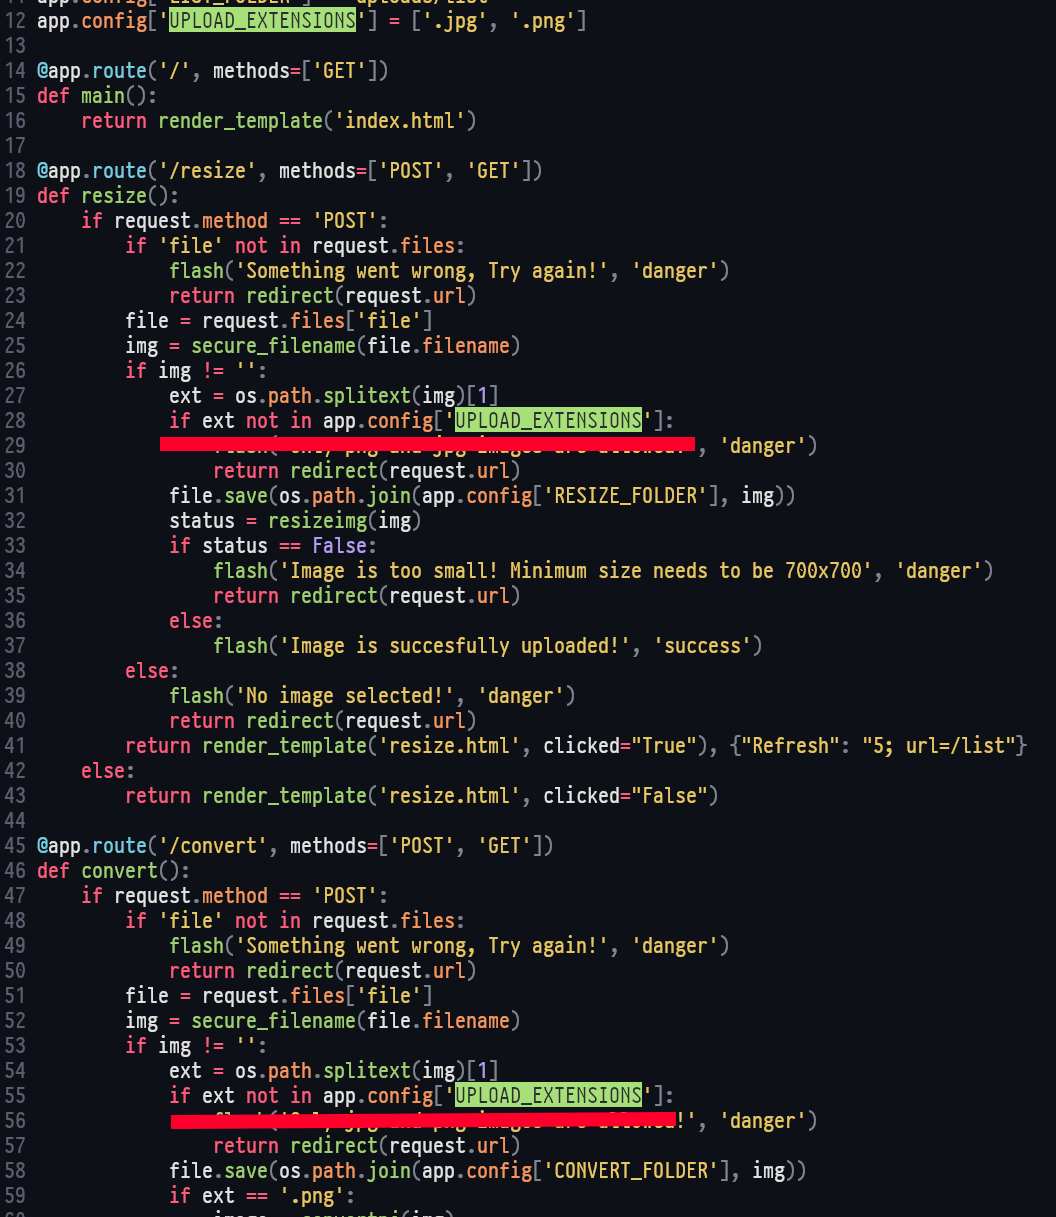 12 app.config['UPLOAD_EXTENSIONS'] = ['.jpg', '.png']
13
14 @app.route('/', methods=['GET'])
15 def main():
16     return render_template('index.html')
17
18 @app.route('/resize', methods=['POST', 'GET'])
19 def resize():
20     if request.method == 'POST':
21         if 'file' not in request.files:
22             flash('Something went wrong, Try again!', 'danger')
23             return redirect(request.url)
24         file = request.files['file']
25         img = secure_filename(file.filename)
26         if img != '':
27             ext = os.path.splitext(img)[1]
28             if ext not in app.config['UPLOAD_EXTENSIONS']:
29 , 'danger')
30                 return redirect(request.url)
31             file.save(os.path.join(app.config['RESIZE_FOLDER'], img))
32             status = resizeimg(img)
33             if status == False:
34                 flash('Image is too small! Minimum size needs to be 700x700', 'danger')
35                 return redirect(request.url)
36             else:
37                 flash('Image is succesfully uploaded!', 'success')
38         else:
39             flash('No image selected!', 'danger')
40             return redirect(request.url)
41         return render_template('resize.html', clicked="True"), {"Refresh": "5; url=/list"}
42     else:
43         return render_template('resize.html', clicked="False")
44
45 @app.route('/convert', methods=['POST', 'GET'])
46 def convert():
47     if request.method == 'POST':
48         if 'file' not in request.files:
49             flash('Something went wrong, Try again!', 'danger')
50             return redirect(request.url)
51         file = request.files['file']
52         img = secure_filename(file.filename)
53         if img != '':
54             ext = os.path.splitext(img)[1]
55             if ext not in app.config['UPLOAD_EXTENSIONS']:
56 !', 'danger')
57                 return redirect(request.url)
58             file.save(os.path.join(app.config['CONVERT_FOLDER'], img))
59             if ext == '.png':